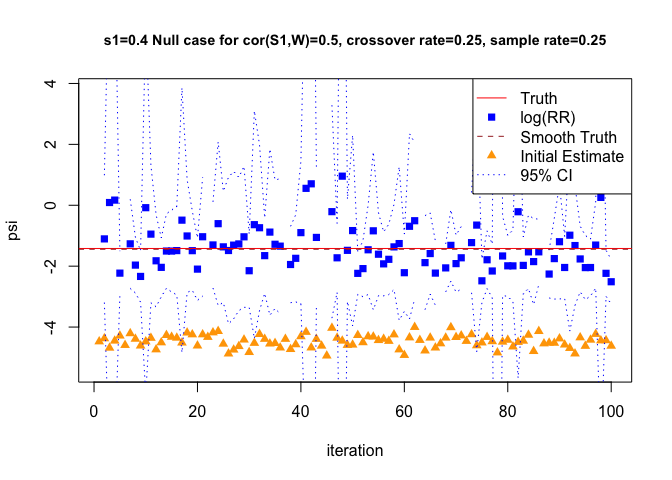 s1=0.4 Null case for cor(S1,W)=0.5, crossover rate=0.25, sample rate=0.25
psi
4
2
0
-2
-4
Truth
log(RR)
Smooth Truth
Initial Estimate
95% CI
0
20
40
60
80
100
iteration